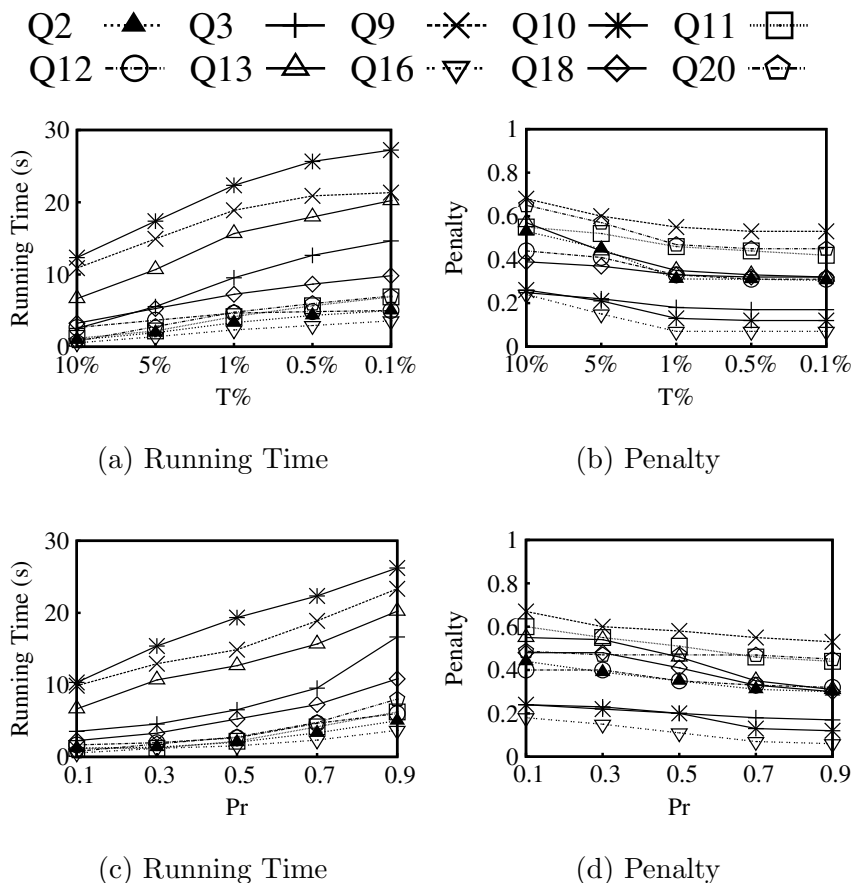 Q2 Q3 Q9 Q10 Q11
Q12 Q13 Q16 Q18 Q20
30
20
10
0
Running Time (s)
10% 5% 1% 0.5% 0.1%
T%
(a) Running Time
1
0.8
0.6
0.4
0.2
0
Penalty
10% 5% 1% 0.5% 0.1%
T%
(b) Penalty
30
20
10
0
Running Time (s)
0.1 0.3 0.5 0.7 0.9
Pr
(c) Running Time
1
0.8
0.6
0.4
0.2
0
Penalty
0.1 0.3 0.5 0.7 0.9
Pr
(d) Penalty